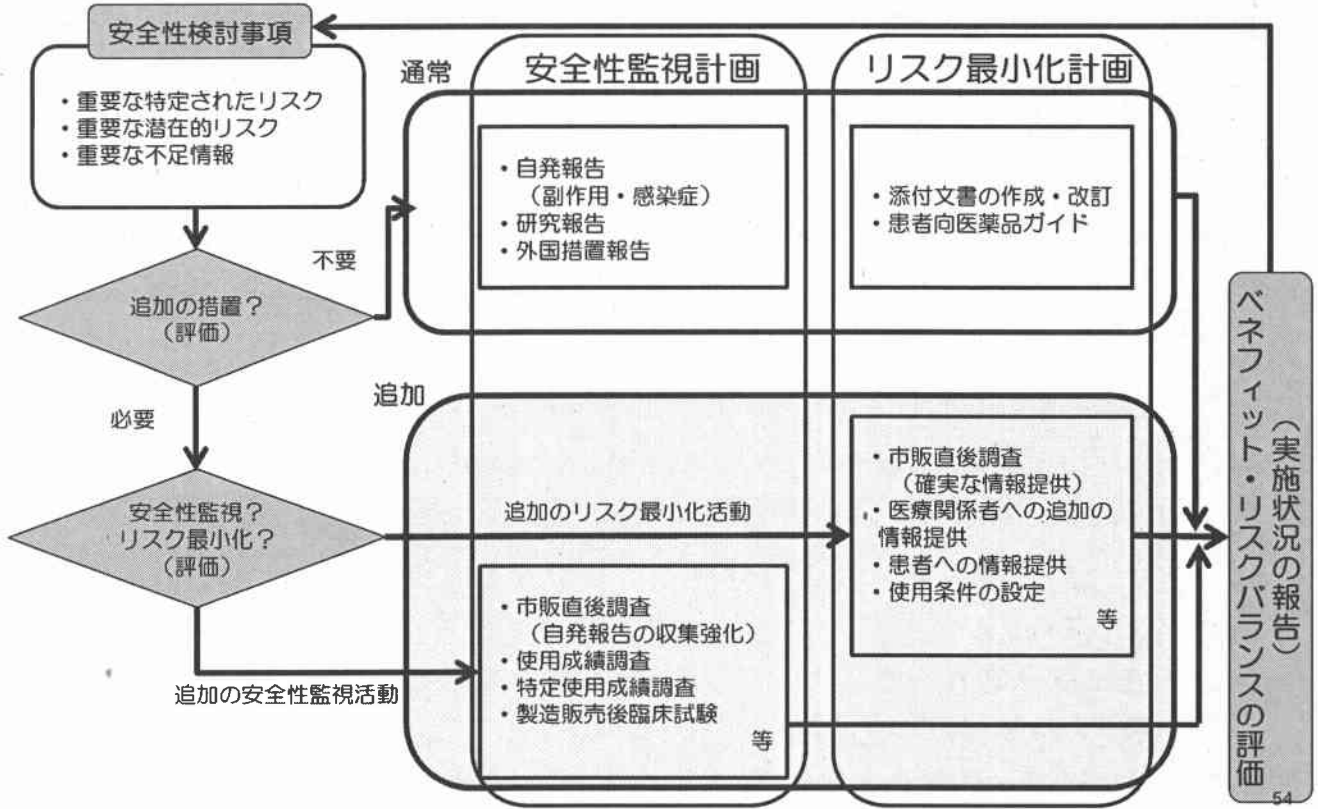 安全性検討事項
・重要な特定されたリスク
・重要な潜在的リスク
・重要な不足情報
追加の措置？
（評価）
不要
必要
安全性監視？
リスク最小化？
（評価）
通常
安全性監視計画
リスク最小化計画
・自発報告
（副作用・感染症）
・研究報告
・外国措置報告
・添付文書の作成・改訂
・患者向医薬品ガイド
追加
追加のリスク最小化活動
・市販直後調査
（確実な情報提供）
・医療関係者への追加の
情報提供
・患者への情報提供
・使用条件の設定
等
追加の安全性監視活動
・市販直後調査
（自発報告の収集強化）
・使用成績調査
・特定使用成績調査
・製造販売後臨床試験
等
（実施状況の報告）
ベネフィット・リスクバランスの評価
54